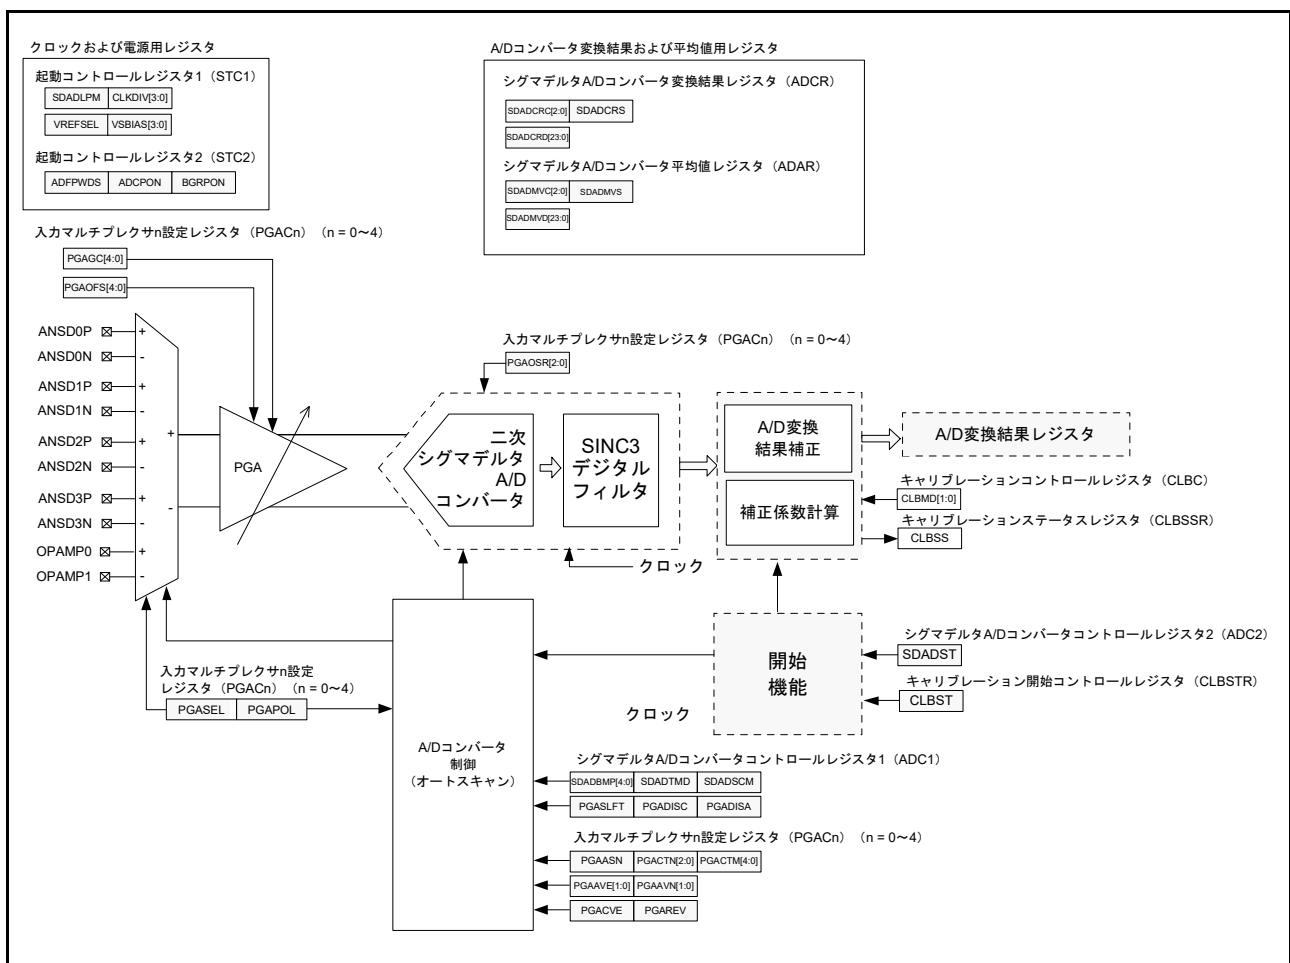 クロックおよび電源用レジスタ
起動コントロールレジスタ1（STC1）
SDADLPM CLKDIV[3:0]
VREFSEL VSBIAS[3:0]
起動コントロールレジスタ2（STC2）
ADFPWDS ADCPON BGRPON
A/Dコンバータ変換結果および平均値用レジスタ
シグマデルタA/Dコンバータ変換結果レジスタ（ADCR）
SDADCRC[2:0] SDADCRS
SDADCRD[23:0]
シグマデルタA/Dコンバータ平均値レジスタ（ADAR）
SDADMVC[2:0] SDADMVS
SDADMVD[23:0]
入力マルチプレクサn設定レジスタ（PGACn）（n = 0～4）
PGAGC[4:0]
PGAOFS[4:0]
ANSD0P +
ANSD0N -
ANSD1P +
ANSD1N -
ANSD2P +
ANSD2N -
ANSD3P +
ANSD3N -
OPAMP0 +
OPAMP1 -
+
-
PGA
入力マルチプレクサn設定レジスタ（PGACn）（n = 0～4）
PGAOSR[2:0]
二次
シグマデルタ
A/D
コンバータ
SINC3
デジタル
フィルタ
クロック
A/D変換
結果補正
補正係数計算
A/D変換結果レジスタ
キャリブレーションコントロールレジスタ（CLBC）
CLBMD[1:0]
キャリブレーションステータスレジスタ（CLBSSR）
CLBSS
開始
機能
シグマデルタA/Dコンバータコントロールレジスタ2（ADC2）
SDADST
キャリブレーション開始コントロールレジスタ（CLBSTR）
CLBST
クロック
入力マルチプレクサn設定
レジスタ（PGACn）（n = 0～4）
PGASEL PGAPOL
A/Dコンバータ
制御
（オートスキャン）
シグマデルタA/Dコンバータコントロールレジスタ1（ADC1）
SDADBMP[4:0] SDADTMD SDADSCM
PGASLFT PGADISC PGADISA
入力マルチプレクサn設定レジスタ（PGACn）（n = 0～4）
PGAASN PGACTN[2:0] PGACTM[4:0]
PGAAVE[1:0] PGAAVN[1:0]
PGACVE PGAREV